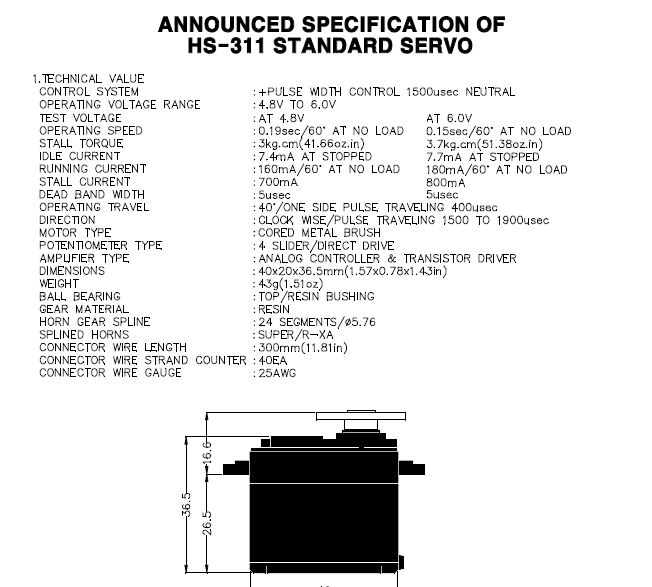 ANNOUNCED SPECIFICATION OF
HS-311 STANDARD SERVO
1.TECHNICAL VALUE
CONTROL SYSTEM :+PULSE WIDTH CONTROL 1500usec NEUTRAL
OPERATING VOLTAGE RANGE :4.8V TO 6.0V
TEST VOLTAGE :AT 4.8V AT 6.0V
OPERATING SPEED :0.19sec/60° AT NO LOAD 0.15sec/60° AT NO LOAD
STALL TORQUE :3kg.cm(41.66oz.in) 3.7kg.cm(51.38oz.in)
IDLE CURRENT :7.4mA AT STOPPED 7.7mA AT STOPPED
RUNNING CURRENT :160mA/60° AT NO LOAD 180mA/60° AT NO LOAD
STALL CURRENT :700mA 800mA
DEAD BAND WIDTH :5usec 5usec
OPERATING TRAVEL :40°/ONE SIDE PULSE TRAVELING 400usec
DIRECTION :CLOCK WISE/PULSE TRAVELING 1500 TO 1900usec
MOTOR TYPE :CORED METAL BRUSH
POTENTIOMETER TYPE :4 SLIDER/DIRECT DRIVE
AMPLIFIER TYPE :ANALOG CONTROLLER & TRANSISTOR DRIVER
DIMENSIONS :40x20x36.5mm(1.57x0.78x1.43in)
WEIGHT :43g(1.51oz)
BALL BEARING :TOP/RESIN BUSHING
GEAR MATERIAL :RESIN
HORN GEAR SPLINE :24 SEGMENTS/ø5.76
SPLINED HORNS :SUPER/R-XA
CONNECTOR WIRE LENGTH :300mm(11.81in)
CONNECTOR WIRE STRAND COUNTER :40EA
CONNECTOR WIRE GAUGE :25AWG
16.6
36.5
26.5